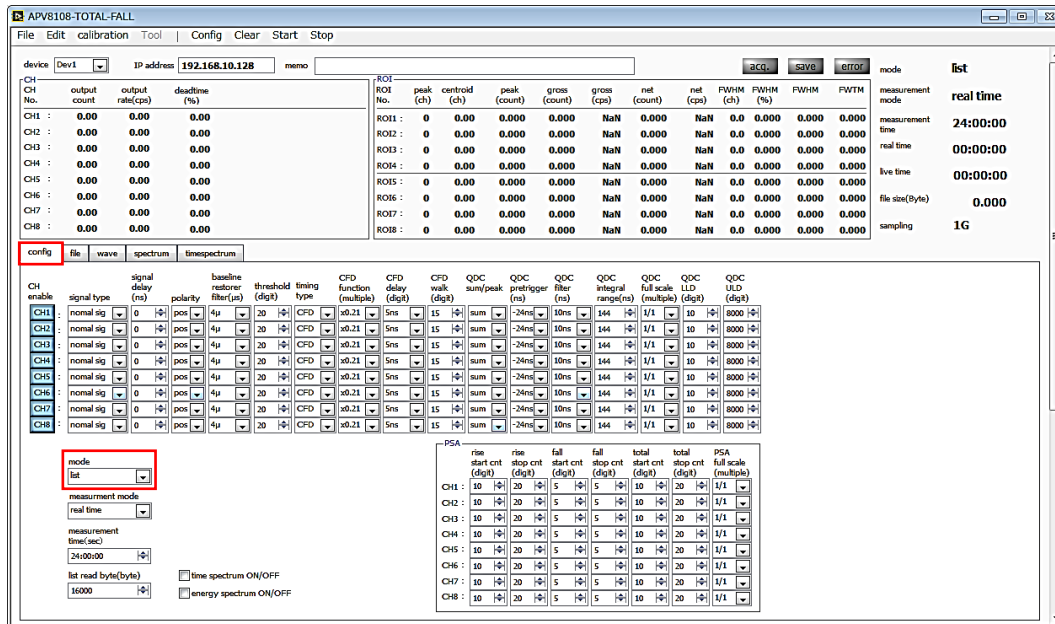 APV8108-TOTAL-FALL
File Edit calibration Tool | Config Clear Start Stop
device Dev1 IP address 192.168.10.128 memo acq. save error
mode list
measurement mode real time
measurement time 24:00:00
real time 00:00:00
live time 00:00:00
file size(Byte) 0.000
sampling 1G
CH
CH No. output count output rate(cps) deadtime (%)
CH1 : 0.00 0.00 0.00
CH2 : 0.00 0.00 0.00
CH3 : 0.00 0.00 0.00
CH4 : 0.00 0.00 0.00
CH5 : 0.00 0.00 0.00
CH6 : 0.00 0.00 0.00
CH7 : 0.00 0.00 0.00
CH8 : 0.00 0.00 0.00
ROI
ROI No. peak (ch) centroid (ch) peak (count) gross (count) gross (cps) net (count) net (cps) FWHM (ch) FWHM (%) FWHM FWTM
ROI1 : 0 0.00 0.000 0.000 NaN 0.000 NaN 0.0 0.000 0.000 0.000
ROI2 : 0 0.00 0.000 0.000 NaN 0.000 NaN 0.0 0.000 0.000 0.000
ROI3 : 0 0.00 0.000 0.000 NaN 0.000 NaN 0.0 0.000 0.000 0.000
ROI4 : 0 0.00 0.000 0.000 NaN 0.000 NaN 0.0 0.000 0.000 0.000
ROI5 : 0 0.00 0.000 0.000 NaN 0.000 NaN 0.0 0.000 0.000 0.000
ROI6 : 0 0.00 0.000 0.000 NaN 0.000 NaN 0.0 0.000 0.000 0.000
ROI7 : 0 0.00 0.000 0.000 NaN 0.000 NaN 0.0 0.000 0.000 0.000
ROI8 : 0 0.00 0.000 0.000 NaN 0.000 NaN 0.0 0.000 0.000 0.000
config file wave spectrum timespectrum
CH enable signal type signal delay (ns) polarity baseline restorer filter(μs) threshold (digit) timing type CFD function (multiple) CFD delay (digit) CFD walk (digit) QDC sum/peak QDC pretrigger (ns) QDC filter (ns) QDC integral range(ns) QDC full scale (multiple) QDC LLD (digit) QDC ULD (digit)
CH1 : nomal sig 0 pos 4μ 20 CFD x0.21 5ns 15 sum -24ns 10ns 144 1/1 10 8000
CH2 : nomal sig 0 pos 4μ 20 CFD x0.21 5ns 15 sum -24ns 10ns 144 1/1 10 8000
CH3 : nomal sig 0 pos 4μ 20 CFD x0.21 5ns 15 sum -24ns 10ns 144 1/1 10 8000
CH4 : nomal sig 0 pos 4μ 20 CFD x0.21 5ns 15 sum -24ns 10ns 144 1/1 10 8000
CH5 : nomal sig 0 pos 4μ 20 CFD x0.21 5ns 15 sum -24ns 10ns 144 1/1 10 8000
CH6 : nomal sig 0 pos 4μ 20 CFD x0.21 5ns 15 sum -24ns 10ns 144 1/1 10 8000
CH7 : nomal sig 0 pos 4μ 20 CFD x0.21 5ns 15 sum -24ns 10ns 144 1/1 10 8000
CH8 : nomal sig 0 pos 4μ 20 CFD x0.21 5ns 15 sum -24ns 10ns 144 1/1 10 8000
mode
list
measurment mode
real time
measurement
time(sec)
24:00:00
list read byte(byte)
16000
time spectrum ON/OFF
energy spectrum ON/OFF
PSA
rise start cnt (digit) rise stop cnt (digit) fall start cnt (digit) fall stop cnt (digit) total start cnt (digit) total stop cnt (digit) PSA full scale (multiple)
CH1 : 10 20 5 5 10 20 1/1
CH2 : 10 20 5 5 10 20 1/1
CH3 : 10 20 5 5 10 20 1/1
CH4 : 10 20 5 5 10 20 1/1
CH5 : 10 20 5 5 10 20 1/1
CH6 : 10 20 5 5 10 20 1/1
CH7 : 10 20 5 5 10 20 1/1
CH8 : 10 20 5 5 10 20 1/1